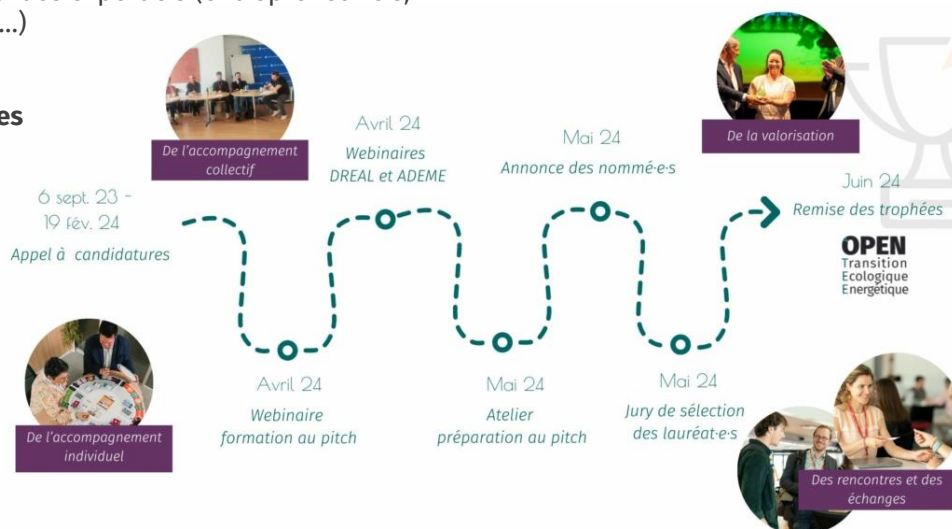 ...)
es
De l'accompagnement
collectif
De la valorisation
6 sept. 23 -
19 fév. 24
Appel à candidatures
Avril 24
Webinaires
DREAL et ADEME
Mai 24
Annonce des nommé·e·s
Juin 24
Remise des trophées
OPEN
Transition
Ecologique
Energétique
De l'accompagnement
individuel
Avril 24
Webinaire
formation au pitch
Mai 24
Atelier
préparation au pitch
Mai 24
Jury de sélection
des lauréat·e·s
Des rencontres et des
échanges